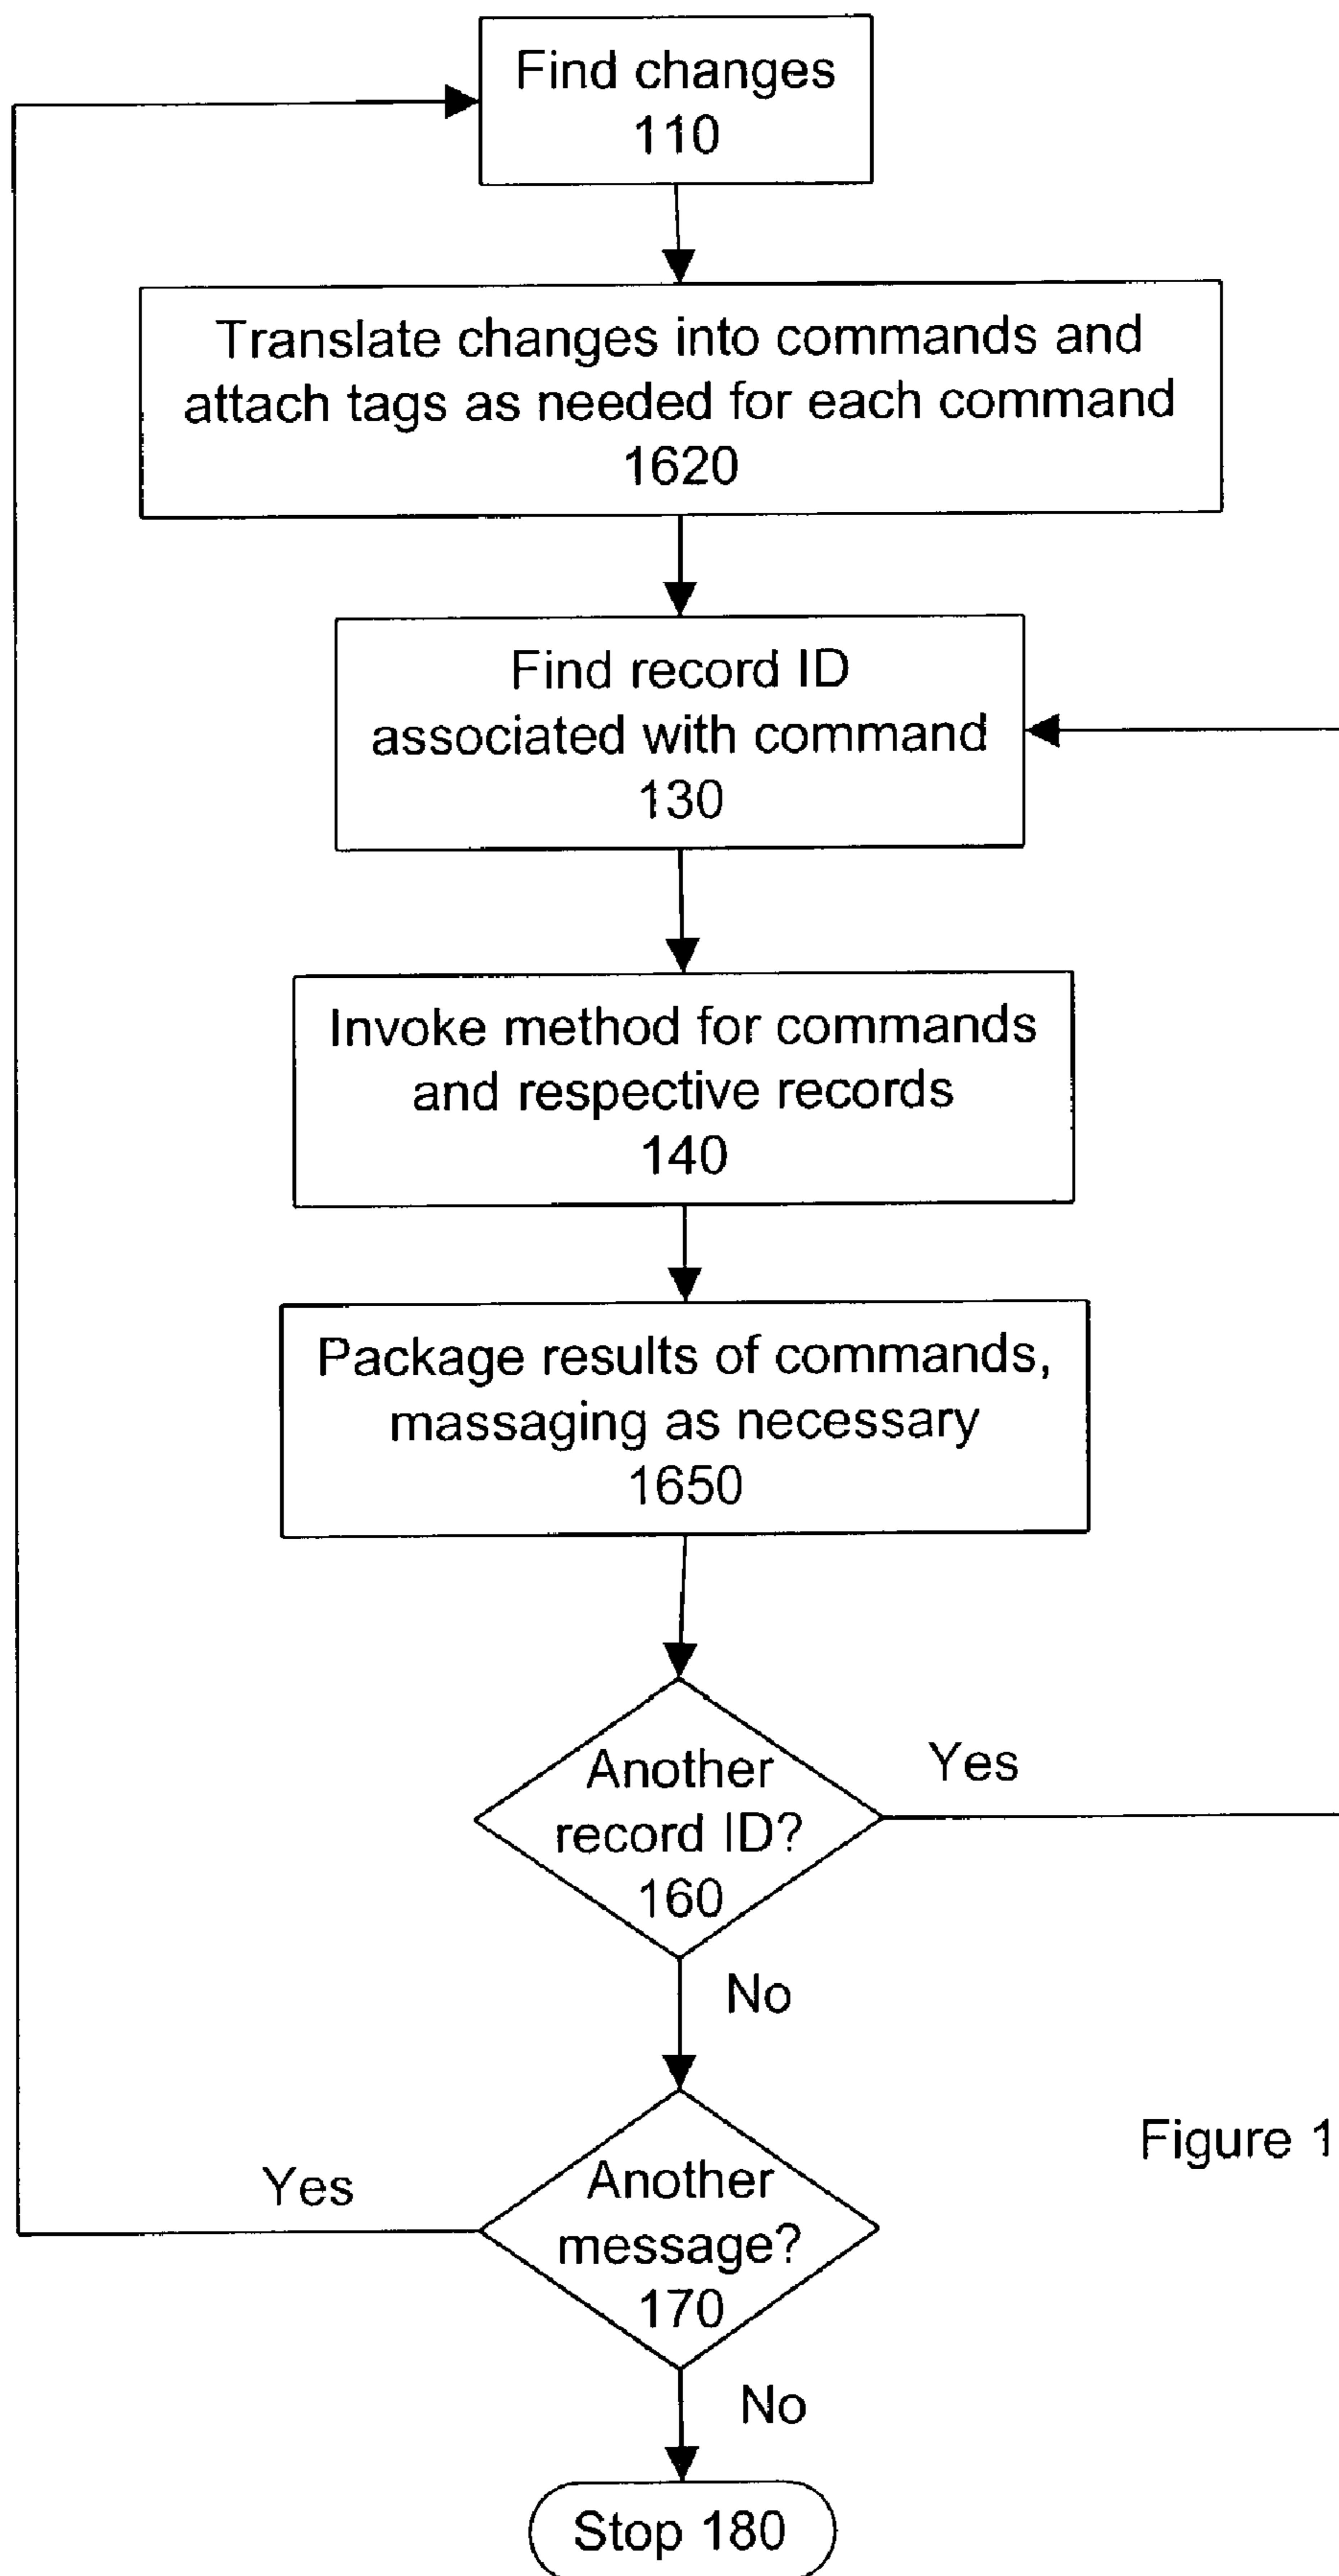 Find changes
110
Translate changes into commands and
attach tags as needed for each command
1620
Find record ID
associated with command
130
Invoke method for commands
and respective records
140
Package results of commands,
massaging as necessary
1650
Another
record ID?
160
Yes
No
Another
message?
170
Yes
No
Figure 1
Stop 180